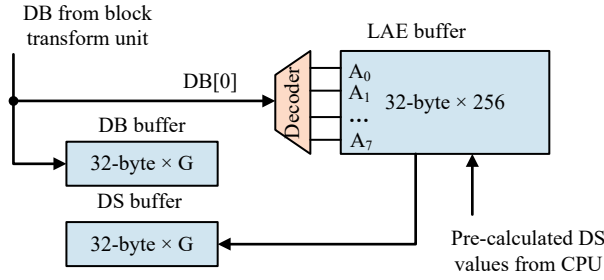 DB from block
transform unit
LAE buffer
DB[0]
Decoder
A0
A1
...
A7
32-byte × 256
DB buffer
32-byte × G
DS buffer
32-byte × G
Pre-calculated DS
values from CPU